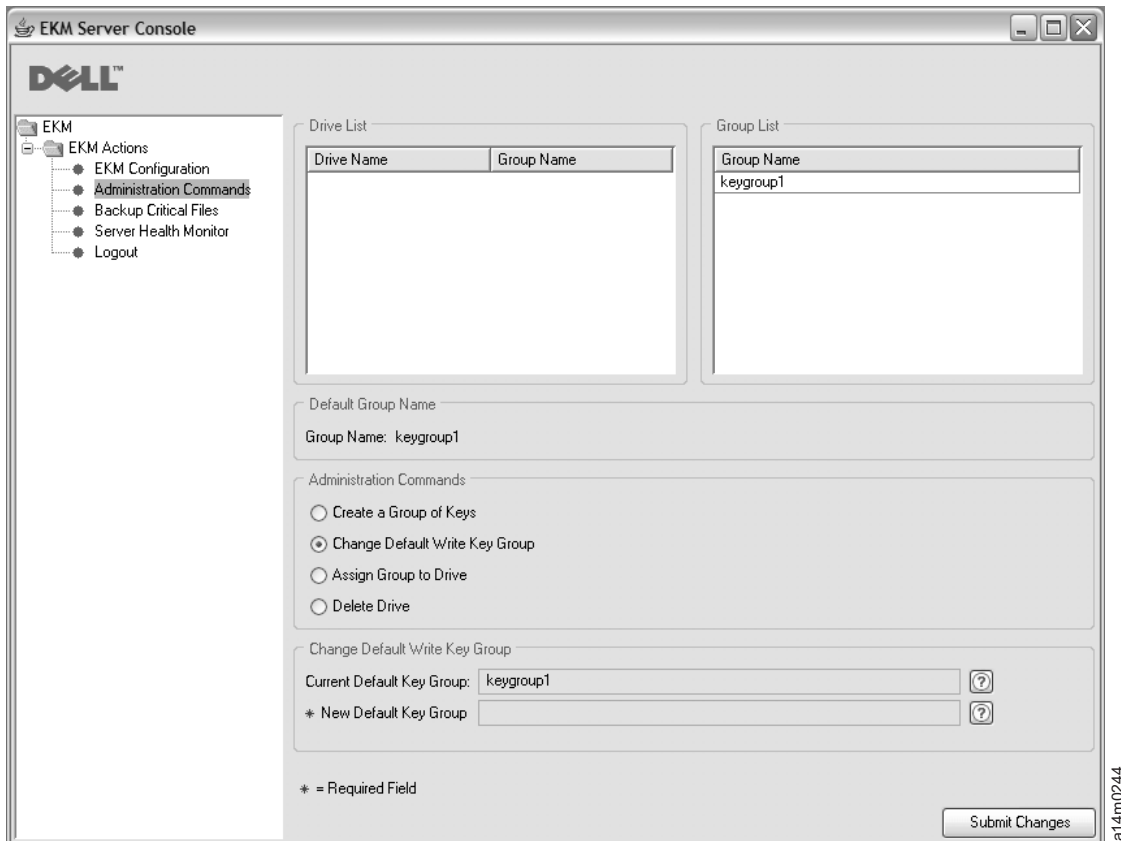 EKM Server Console
DELL™
EKM
EKM Actions
EKM Configuration
Administration Commands
Backup Critical Files
Server Health Monitor
Logout
Drive List
Drive Name Group Name
Group List
Group Name
keygroup1
Default Group Name
Group Name: keygroup1
Administration Commands
Create a Group of Keys
Change Default Write Key Group
Assign Group to Drive
Delete Drive
Change Default Write Key Group
Current Default Key Group: keygroup1 ?
* New Default Key Group ?
* = Required Field
Submit Changes
a14m0244